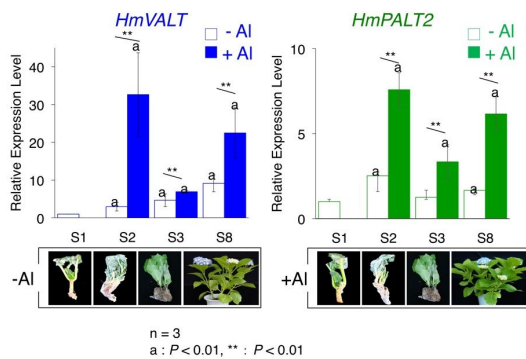 HmVALT
- Al
+ Al
Relative Expression Level
40
30
20
10
0
**
a
a
**
a
a
**
a
a
S1
S2
S3
S8
-Al
HmPALT2
- Al
+ Al
Relative Expression Level
10
5
0
**
a
a
**
a
**
a
a
S1
S2
S3
S8
+Al
n = 3
a : P < 0.01, ** : P < 0.01